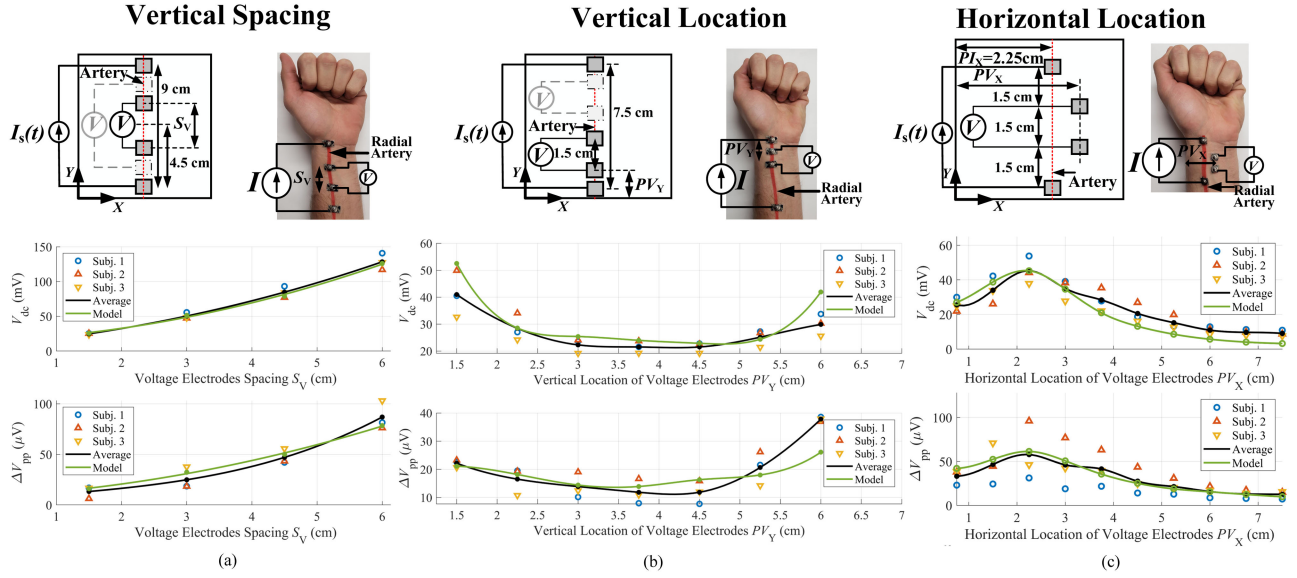 Vertical Spacing
Vertical Location
Horizontal Location
Artery
9 cm
V
V
S_V
I_s(t)
4.5 cm
Y
X
Radial
Artery
S_V
I
V
V
7.5 cm
Artery
I_s(t)
V
1.5 cm
PV_Y
Y
X
PV_Y
V
I
Radial
Artery
PI_X=2.25cm
PV_X
1.5 cm
I_s(t)
V
1.5 cm
1.5 cm
Y
Artery
X
PV_X
V
I
Radial
Artery
150
100
50
0
V_dc (mV)
Subj. 1
Subj. 2
Subj. 3
Average
Model
1 2 3 4 5 6
Voltage Electrodes Spacing S_V (cm)
60
50
40
30
20
V_dc (mV)
Subj. 1
Subj. 2
Subj. 3
Average
Model
1.5 2 2.5 3 3.5 4 4.5 5 5.5 6 6.5 7
Vertical Location of Voltage Electrodes PV_Y (cm)
60
40
20
0
V_dc (mV)
Subj. 1
Subj. 2
Subj. 3
Average
Model
1 2 3 4 5 6 7
Horizontal Location of Voltage Electrodes PV_X (cm)
100
50
0
ΔV_pp (μV)
Subj. 1
Subj. 2
Subj. 3
Average
Model
1 2 3 4 5 6
Voltage Electrodes Spacing S_V (cm)
40
30
20
10
ΔV_pp (μV)
Subj. 1
Subj. 2
Subj. 3
Average
Model
1.5 2 2.5 3 3.5 4 4.5 5 5.5 6 6.5 7
Vertical Location of Voltage Electrodes PV_Y (cm)
100
50
0
ΔV_pp (μV)
Subj. 1
Subj. 2
Subj. 3
Average
Model
1 2 3 4 5 6 7
Horizontal Location of Voltage Electrodes PV_X (cm)
(a)
(b)
(c)